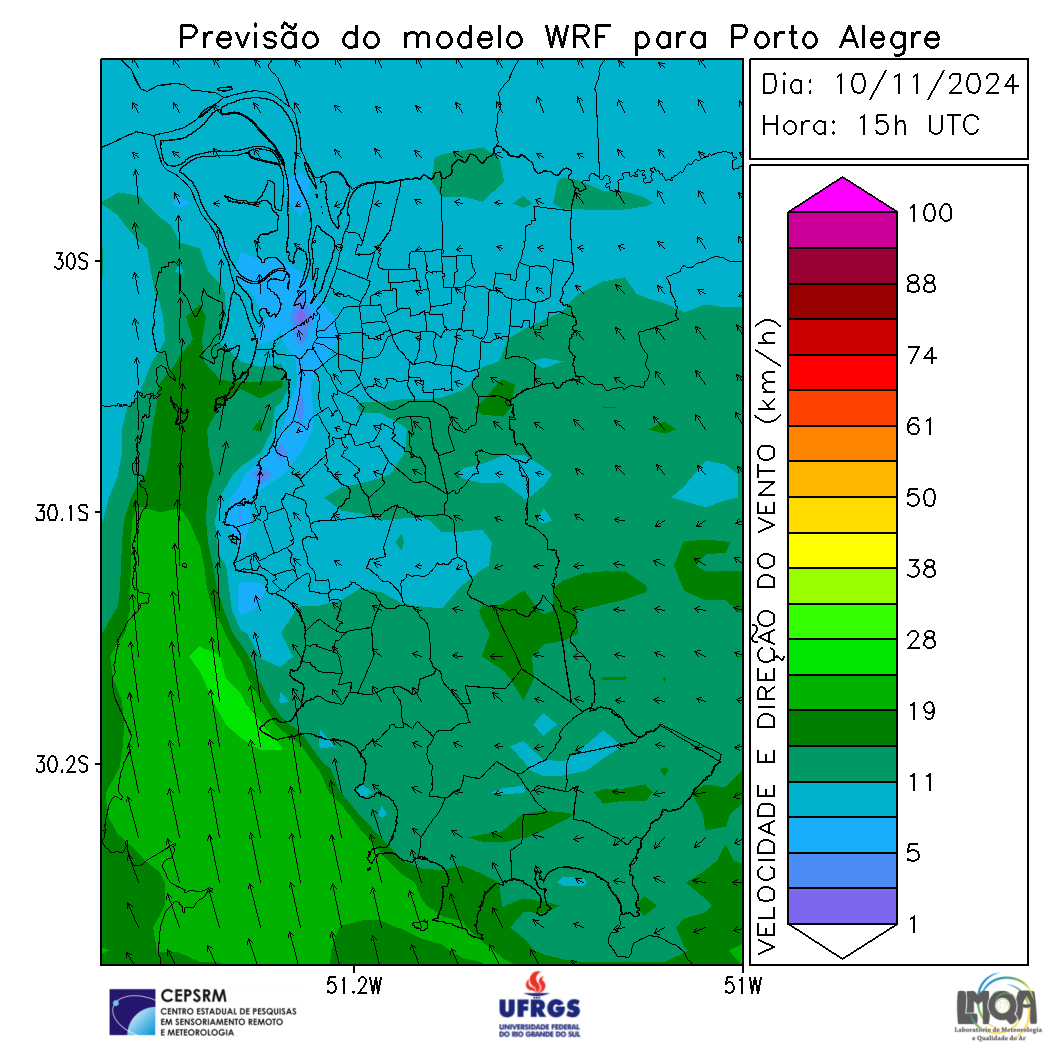 Previsão do modelo WRF para Porto Alegre
Dia: 10/11/2024
Hora: 15h UTC
30S
30.1S
30.2S
51.2W
51W
VELOCIDADE E DIREÇÃO DO VENTO (km/h)
100
88
74
61
50
38
28
19
11
5
1
CEPSRM
CENTRO ESTADUAL DE PESQUISAS
EM SENSORIAMENTO REMOTO
E METEOROLOGIA
UFRGS
UNIVERSIDADE FEDERAL
DO RIO GRANDE DO SUL
LMQA
Laboratório de Meteorologia
e Qualidade do Ar